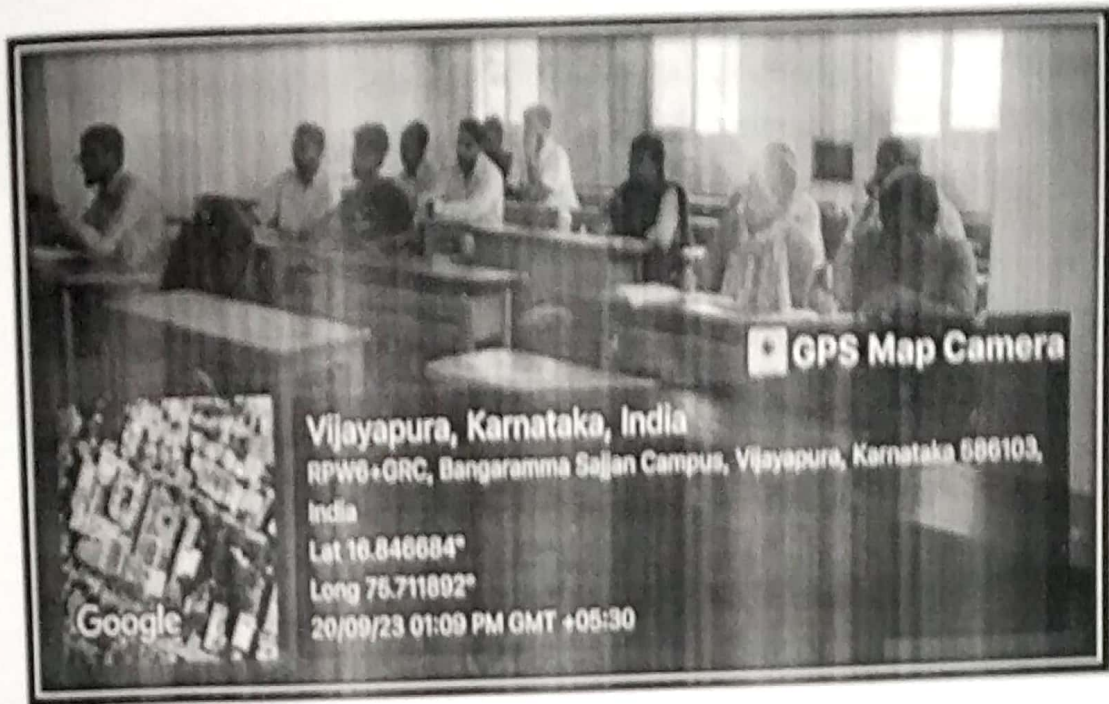 GPS Map Camera
Vijayapura, Karnataka, India
RPW6+GRC, Bangaramma Sajjan Campus, Vijayapura, Karnataka 586103,
India
Lat 16.846684°
Long 75.711892°
20/09/23 01:09 PM GMT +05:30
Google